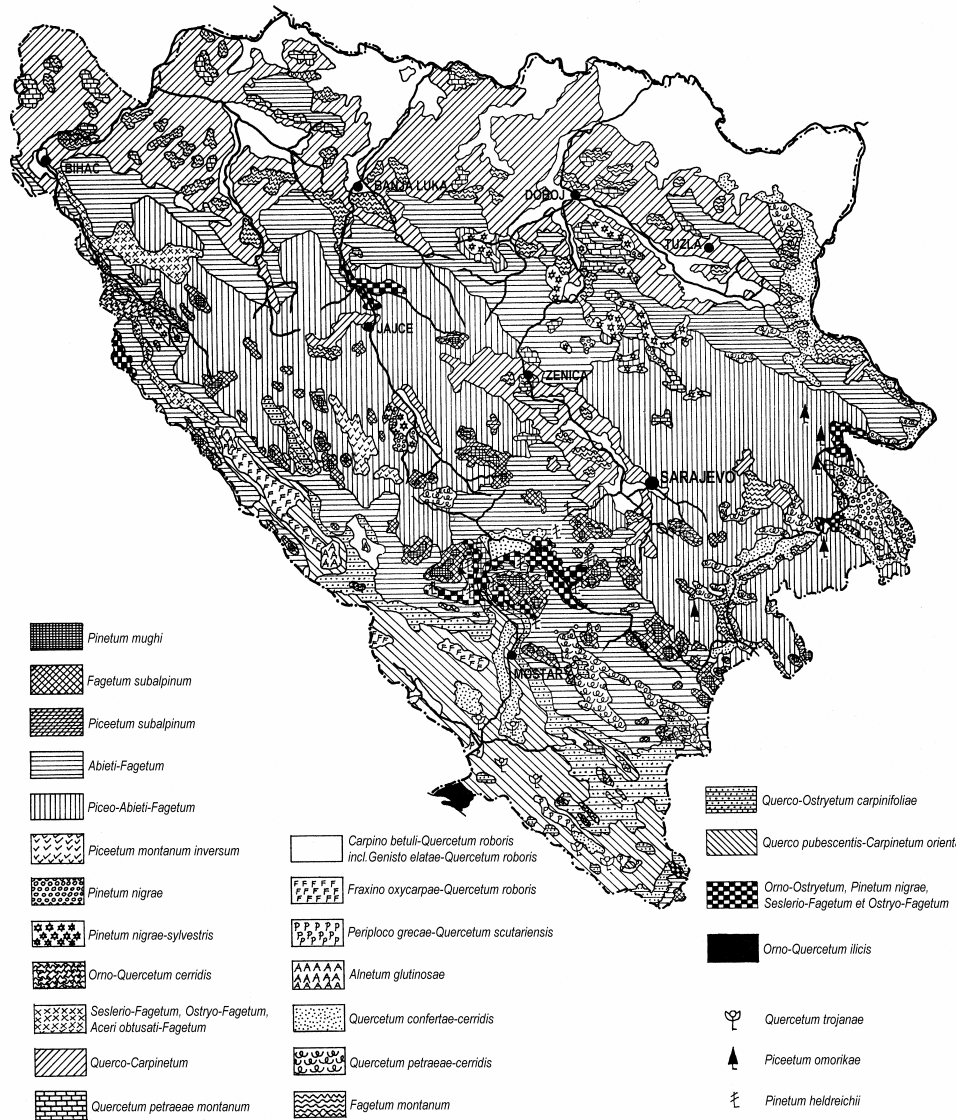 BIHAĆ
BANJA LUKA
DOBOJ
TUZLA
JAJCE
ZENICA
SARAJEVO
MOSTAR
Pinetum mughi
Fagetum subalpinum
Piceetum subalpinum
Abieti-Fagetum
Piceo-Abieti-Fagetum
Piceetum montanum inversum
Pinetum nigrae
Pinetum nigrae-sylvestris
Orno-Quercetum cerridis
Seslerio-Fagetum, Ostryo-Fagetum,
Aceri obtusati-Fagetum
Querco-Carpinetum
Quercetum petraeae montanum
Carpino betuli-Quercetum roboris
incl.Genisto elatae-Quercetum roboris
Fraxino oxycarpae-Quercetum roboris
Periploco grecae-Quercetum scutariensis
Alnetum glutinosae
Quercetum confertae-cerridis
Quercetum petraeae-cerridis
Fagetum montanum
Querco-Ostryetum carpinifoliae
Querco pubescentis-Carpinetum orient
Orno-Ostryetum, Pinetum nigrae,
Seslerio-Fagetum et Ostryo-Fagetum
Orno-Quercetum ilicis
Quercetum trojanae
Piceetum omorikae
Pinetum heldreichii